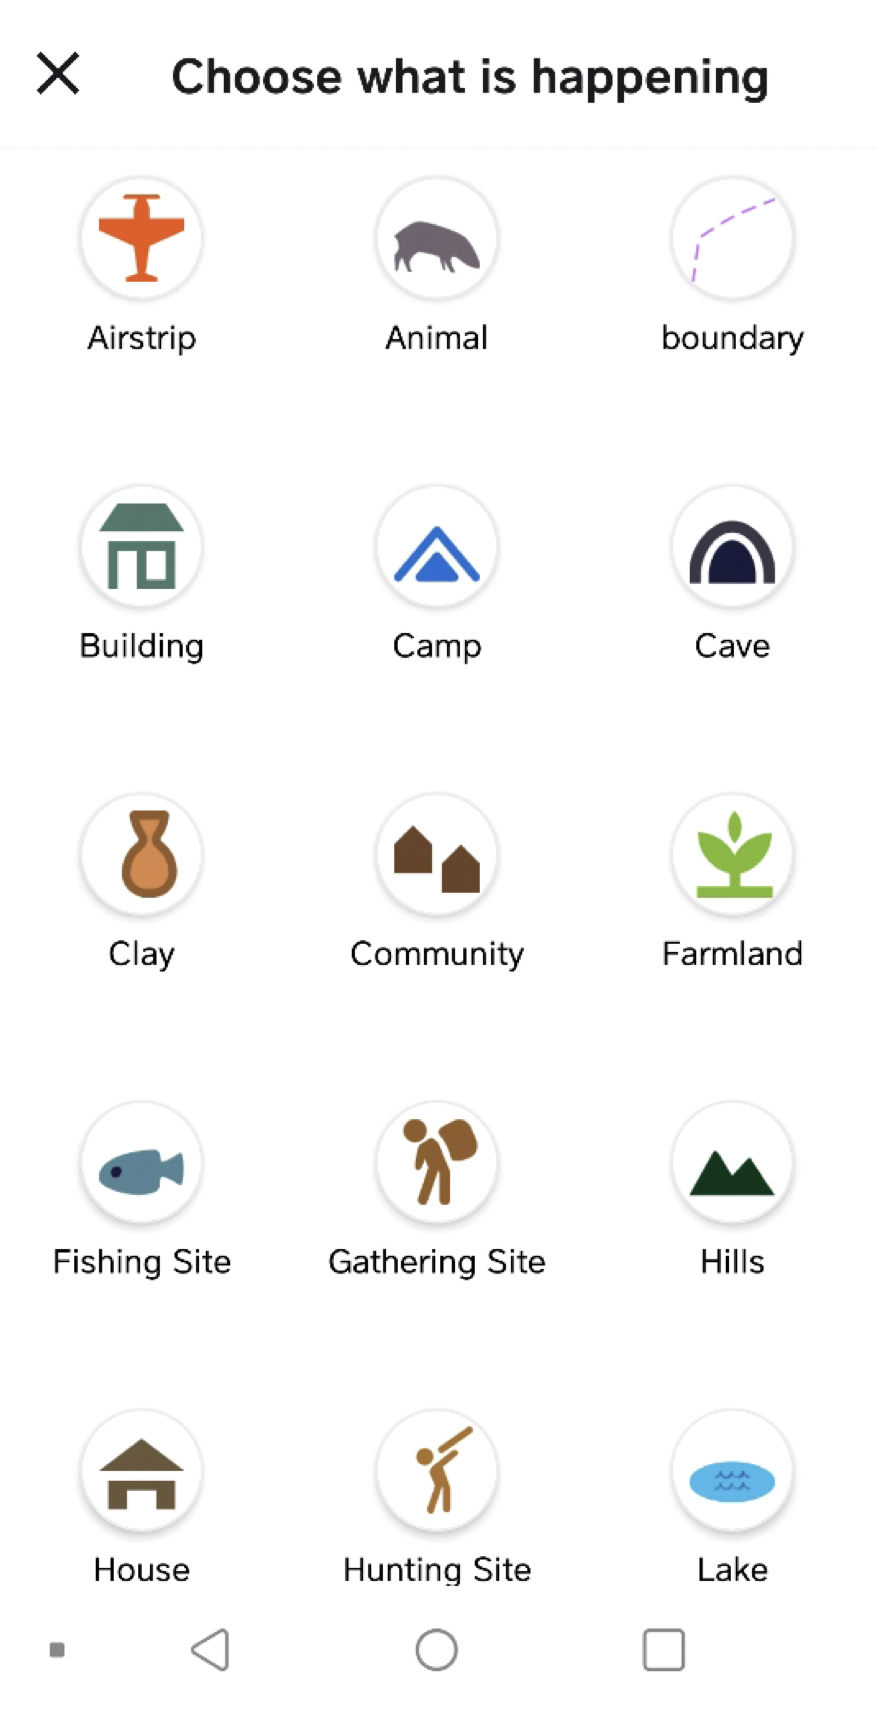 Choose what is happening
Airstrip
Animal
boundary
Building
Camp
Cave
Clay
Community
Farmland
Fishing Site
Gathering Site
Hills
House
Hunting Site
Lake